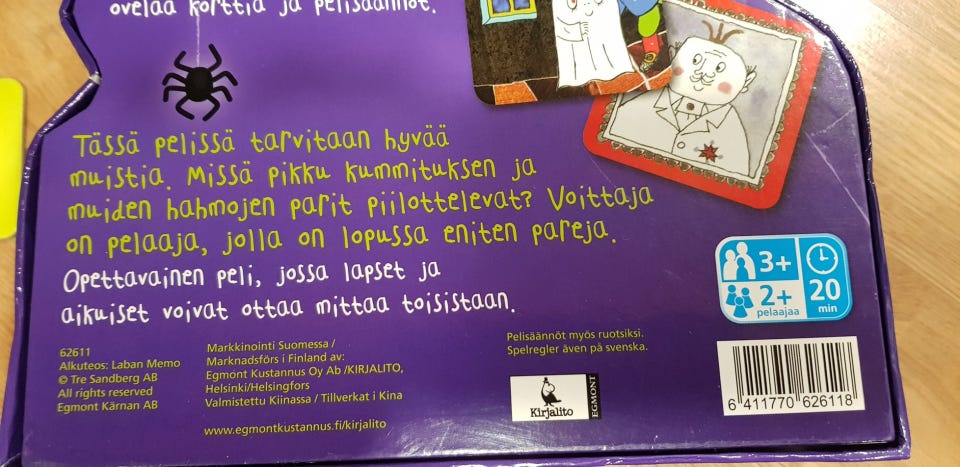 ovelaa korttia ja pelisäännöt.
Tässä pelissä tarvitaan hyvää
muistia. Missä pikku kummituksen ja
muiden hahmojen parit piilottelevat? Voittaja
on pelaaja, jolla on lopussa eniten pareja.
Opettavainen peli, jossa lapset ja
aikuiset voivat ottaa mittaa toisistaan.
3+
2+
pelaajaa
20
min
62611
Alkuteos: Laban Memo
© Tre Sandberg AB
All rights reserved
Egmont Kärnan AB
Markkinointi Suomessa /
Marknadsförs i Finland av:
Egmont Kustannus Oy Ab /KIRJALITO,
Helsinki/Helsingfors
Valmistettu Kiinassa / Tillverkat i Kina
www.egmontkustannus.fi/kirjalito
Pelisäännöt myös ruotsiksi.
Spelregler även på svenska.
Kirjalito
EGMONT
6 411770 626118